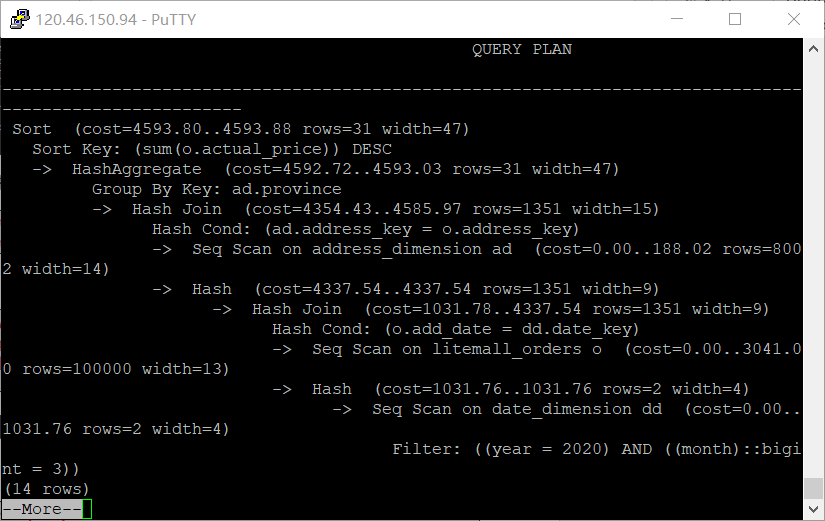 120.46.150.94 - PuTTY
QUERY PLAN
--------------------------------------------------------------------------------
------------------------
Sort  (cost=4593.80..4593.88 rows=31 width=47)
Sort Key: (sum(o.actual_price)) DESC
->  HashAggregate  (cost=4592.72..4593.03 rows=31 width=47)
Group By Key: ad.province
->  Hash Join  (cost=4354.43..4585.97 rows=1351 width=15)
Hash Cond: (ad.address_key = o.address_key)
->  Seq Scan on address_dimension ad  (cost=0.00..188.02 rows=800
2 width=14)
->  Hash  (cost=4337.54..4337.54 rows=1351 width=9)
->  Hash Join  (cost=1031.78..4337.54 rows=1351 width=9)
Hash Cond: (o.add_date = dd.date_key)
->  Seq Scan on litemall_orders o  (cost=0.00..3041.0
0 rows=100000 width=13)
->  Hash  (cost=1031.76..1031.76 rows=2 width=4)
->  Seq Scan on date_dimension dd  (cost=0.00..
1031.76 rows=2 width=4)
Filter: ((year = 2020) AND ((month)::bigi
nt = 3))
(14 rows)
--More--